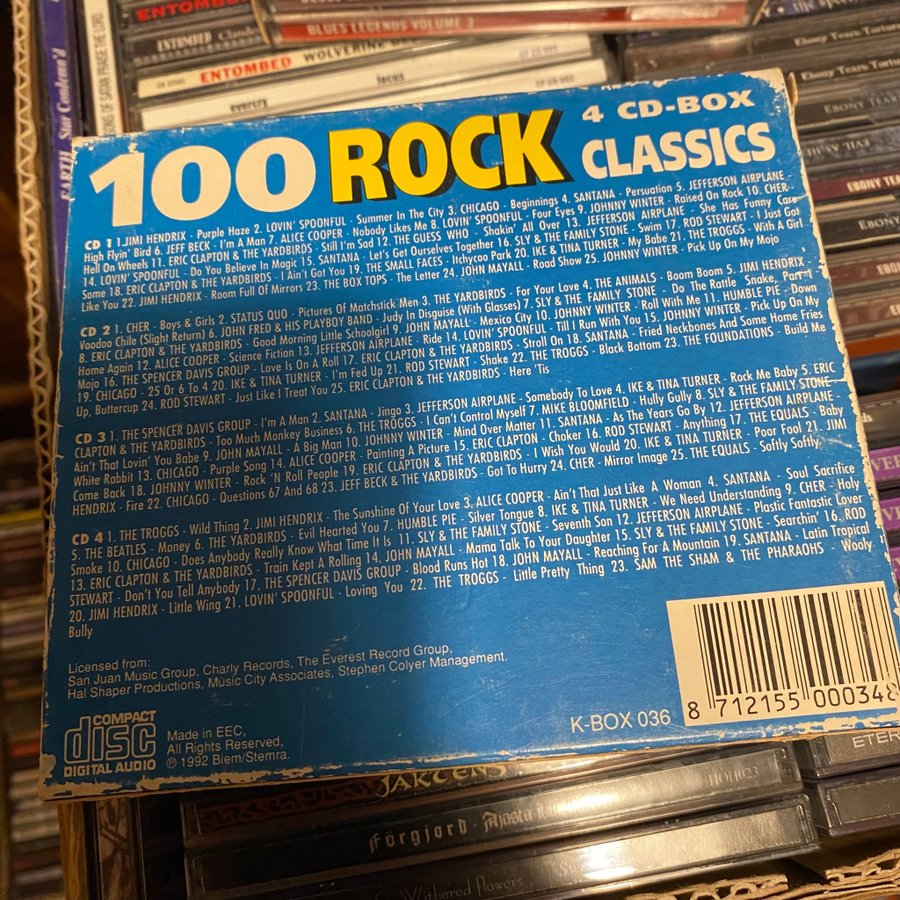 BLUES LEGENDS VOLUME 3
ENTOMBED
ENTOMBED
ENTOMBED WOLVERINE
Ebony Tears
Ebony Tears
EBONY TEAR
EARTH Star Condemn'd
100 ROCK CLASSICS
4 CD-BOX
CD 1 1.JIMI HENDRIX - Purple Haze 2. LOVIN' SPOONFUL - Summer In The City 3. CHICAGO - Beginnings 4. SANTANA - Persuation 5. JEFFERSON AIRPLANE -
High Flyin' Bird 6. JEFF BECK - I'm A Man 7. ALICE COOPER - Nobody Likes Me 8. LOVIN' SPOONFUL - Four Eyes 9. JOHNNY WINTER - Raised On Rock 10. CHER -
Hell On Wheels 11. ERIC CLAPTON & THE YARDBIRDS - Still I'm Sad 12. THE GUESS WHO - Shakin' All Over 13. JEFFERSON AIRPLANE - She Has Funny Cars
14. LOVIN' SPOONFUL - Do You Believe In Magic 15. SANTANA - Let's Get Ourselves Together 16. SLY & THE FAMILY STONE - Swim 17. ROD STEWART - I Just Got
Some 18. ERIC CLAPTON & THE YARDBIRDS - I Ain't Got You 19. THE SMALL FACES - Itchycoo Park 20. IKE & TINA TURNER - My Babe 21. THE TROGGS - With A Girl
Like You 22. JIMI HENDRIX - Room Full Of Mirrors 23. THE BOX TOPS - The Letter 24. JOHN MAYALL - Road Show 25. JOHNNY WINTER - Pick Up On My Mojo
CD 2 1. CHER - Boys & Girls 2. STATUS QUO - Pictures Of Matchstick Men 3. THE YARDBIRDS - For Your Love 4. THE ANIMALS - Boom Boom 5. JIMI HENDRIX -
Voodoo Chile (Slight Return) 6. JOHN FRED & HIS PLAYBOY BAND - Judy In Disguise (With Glasses) 7. SLY & THE FAMILY STONE - Do The Rattle Snake, Part 1
8. ERIC CLAPTON & THE YARDBIRDS - Good Morning Little Schoolgirl 9. JOHN MAYALL - Mexico City 10. JOHNNY WINTER - Roll With Me 11. HUMBLE PIE - Down
Home Again 12. ALICE COOPER - Science Fiction 13. JEFFERSON AIRPLANE - Ride 14. LOVIN' SPOONFUL - Till I Run With You 15. JOHNNY WINTER - Pick Up On My
Mojo 16. THE SPENCER DAVIS GROUP - Love Is On A Roll 17. ERIC CLAPTON & THE YARDBIRDS - Stroll On 18. SANTANA - Fried Neckbones And Some Home Fries
19. CHICAGO - 25 Or 6 To 4 20. IKE & TINA TURNER - I'm Fed Up 21. ROD STEWART - Shake 22. THE TROGGS - Black Bottom 23. THE FOUNDATIONS - Build Me
Up, Buttercup 24. ROD STEWART - Just Like I Treat You 25. ERIC CLAPTON & THE YARDBIRDS - Here 'Tis
CD 3 1. THE SPENCER DAVIS GROUP - I'm A Man 2. SANTANA - Jingo 3. JEFFERSON AIRPLANE - Somebody To Love 4. IKE & TINA TURNER - Rock Me Baby 5. ERIC
CLAPTON & THE YARDBIRDS - Too Much Monkey Business 6. THE TROGGS - I Can't Control Myself 7. MIKE BLOOMFIELD - Hully Gully 8. SLY & THE FAMILY STONE -
Ain't That Lovin' You Babe 9. JOHN MAYALL - A Big Man 10. JOHNNY WINTER - Mind Over Matter 11. SANTANA - As The Years Go By 12. JEFFERSON AIRPLANE -
White Rabbit 13. CHICAGO - Purple Song 14. ALICE COOPER - Painting A Picture 15. ERIC CLAPTON - Choker 16. ROD STEWART - Anything 17. THE EQUALS - Baby
Come Back 18. JOHNNY WINTER - Rock 'N Roll People 19. ERIC CLAPTON & THE YARDBIRDS - I Wish You Would 20. IKE & TINA TURNER - Poor Fool 21. JIMI
HENDRIX - Fire 22. CHICAGO - Questions 67 And 68 23. JEFF BECK & THE YARDBIRDS - Got To Hurry 24. CHER - Mirror Image 25. THE EQUALS - Softly Softly
CD 4 1. THE TROGGS - Wild Thing 2. JIMI HENDRIX - The Sunshine Of Your Love 3. ALICE COOPER - Ain't That Just Like A Woman 4. SANTANA - Soul Sacrifice
5. THE BEATLES - Money 6. THE YARDBIRDS - Evil Hearted You 7. HUMBLE PIE - Silver Tongue 8. IKE & TINA TURNER - We Need Understanding 9. CHER - Holy
Smoke 10. CHICAGO - Does Anybody Really Know What Time It Is 11. SLY & THE FAMILY STONE - Seventh Son 12. JEFFERSON AIRPLANE - Plastic Fantastic Lover
13. ERIC CLAPTON & THE YARDBIRDS - Train Kept A Rolling 14. JOHN MAYALL - Mama Talk To Your Daughter 15. SLY & THE FAMILY STONE - Searchin' 16. ROD
STEWART - Don't You Tell Anybody 17. THE SPENCER DAVIS GROUP - Blood Runs Hot 18. JOHN MAYALL - Reaching For A Mountain 19. SANTANA - Latin Tropical
20. JIMI HENDRIX - Little Wing 21. LOVIN' SPOONFUL - Loving You 22. THE TROGGS - Little Pretty Thing 23. SAM THE SHAM & THE PHARAOHS - Wooly
Bully
Licensed from:
San Juan Music Group, Charly Records, The Everest Record Group,
Hal Shaper Productions, Music City Associates, Stephen Colyer Management.
COMPACT
disc
DIGITAL AUDIO
Made in EEC,
All Rights Reserved,
℗ 1992 Biem/Stemra.
K-BOX 036
8 712155 000348
Förgjord - Ajasta
Withered flowers